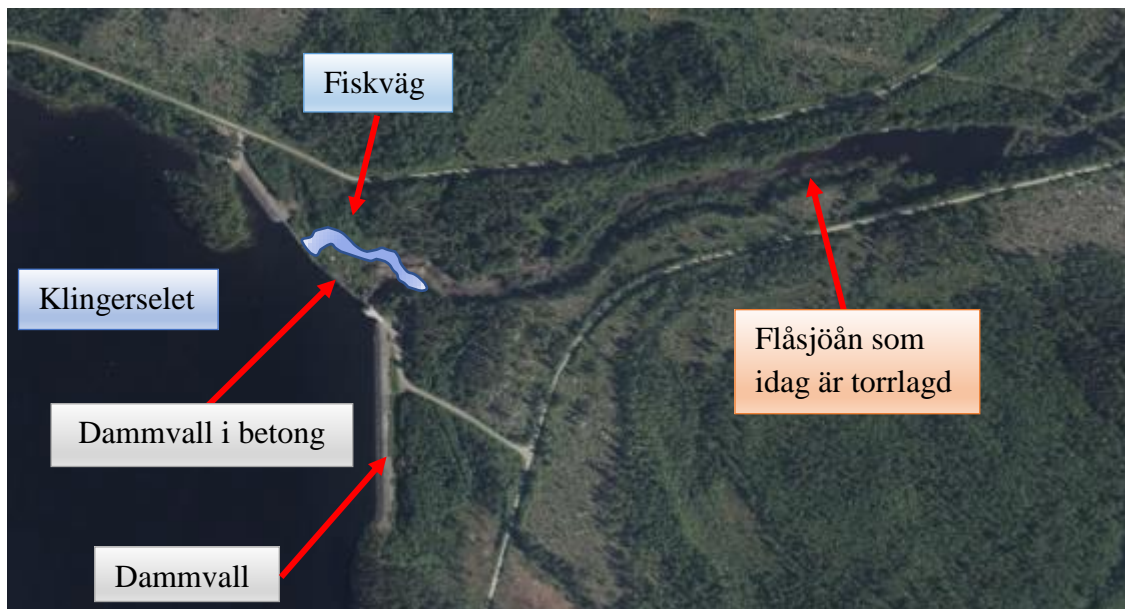 Fiskväg
Klingerselet
Flåsjöån som
idag är torrlagd
Dammvall i betong
Dammvall